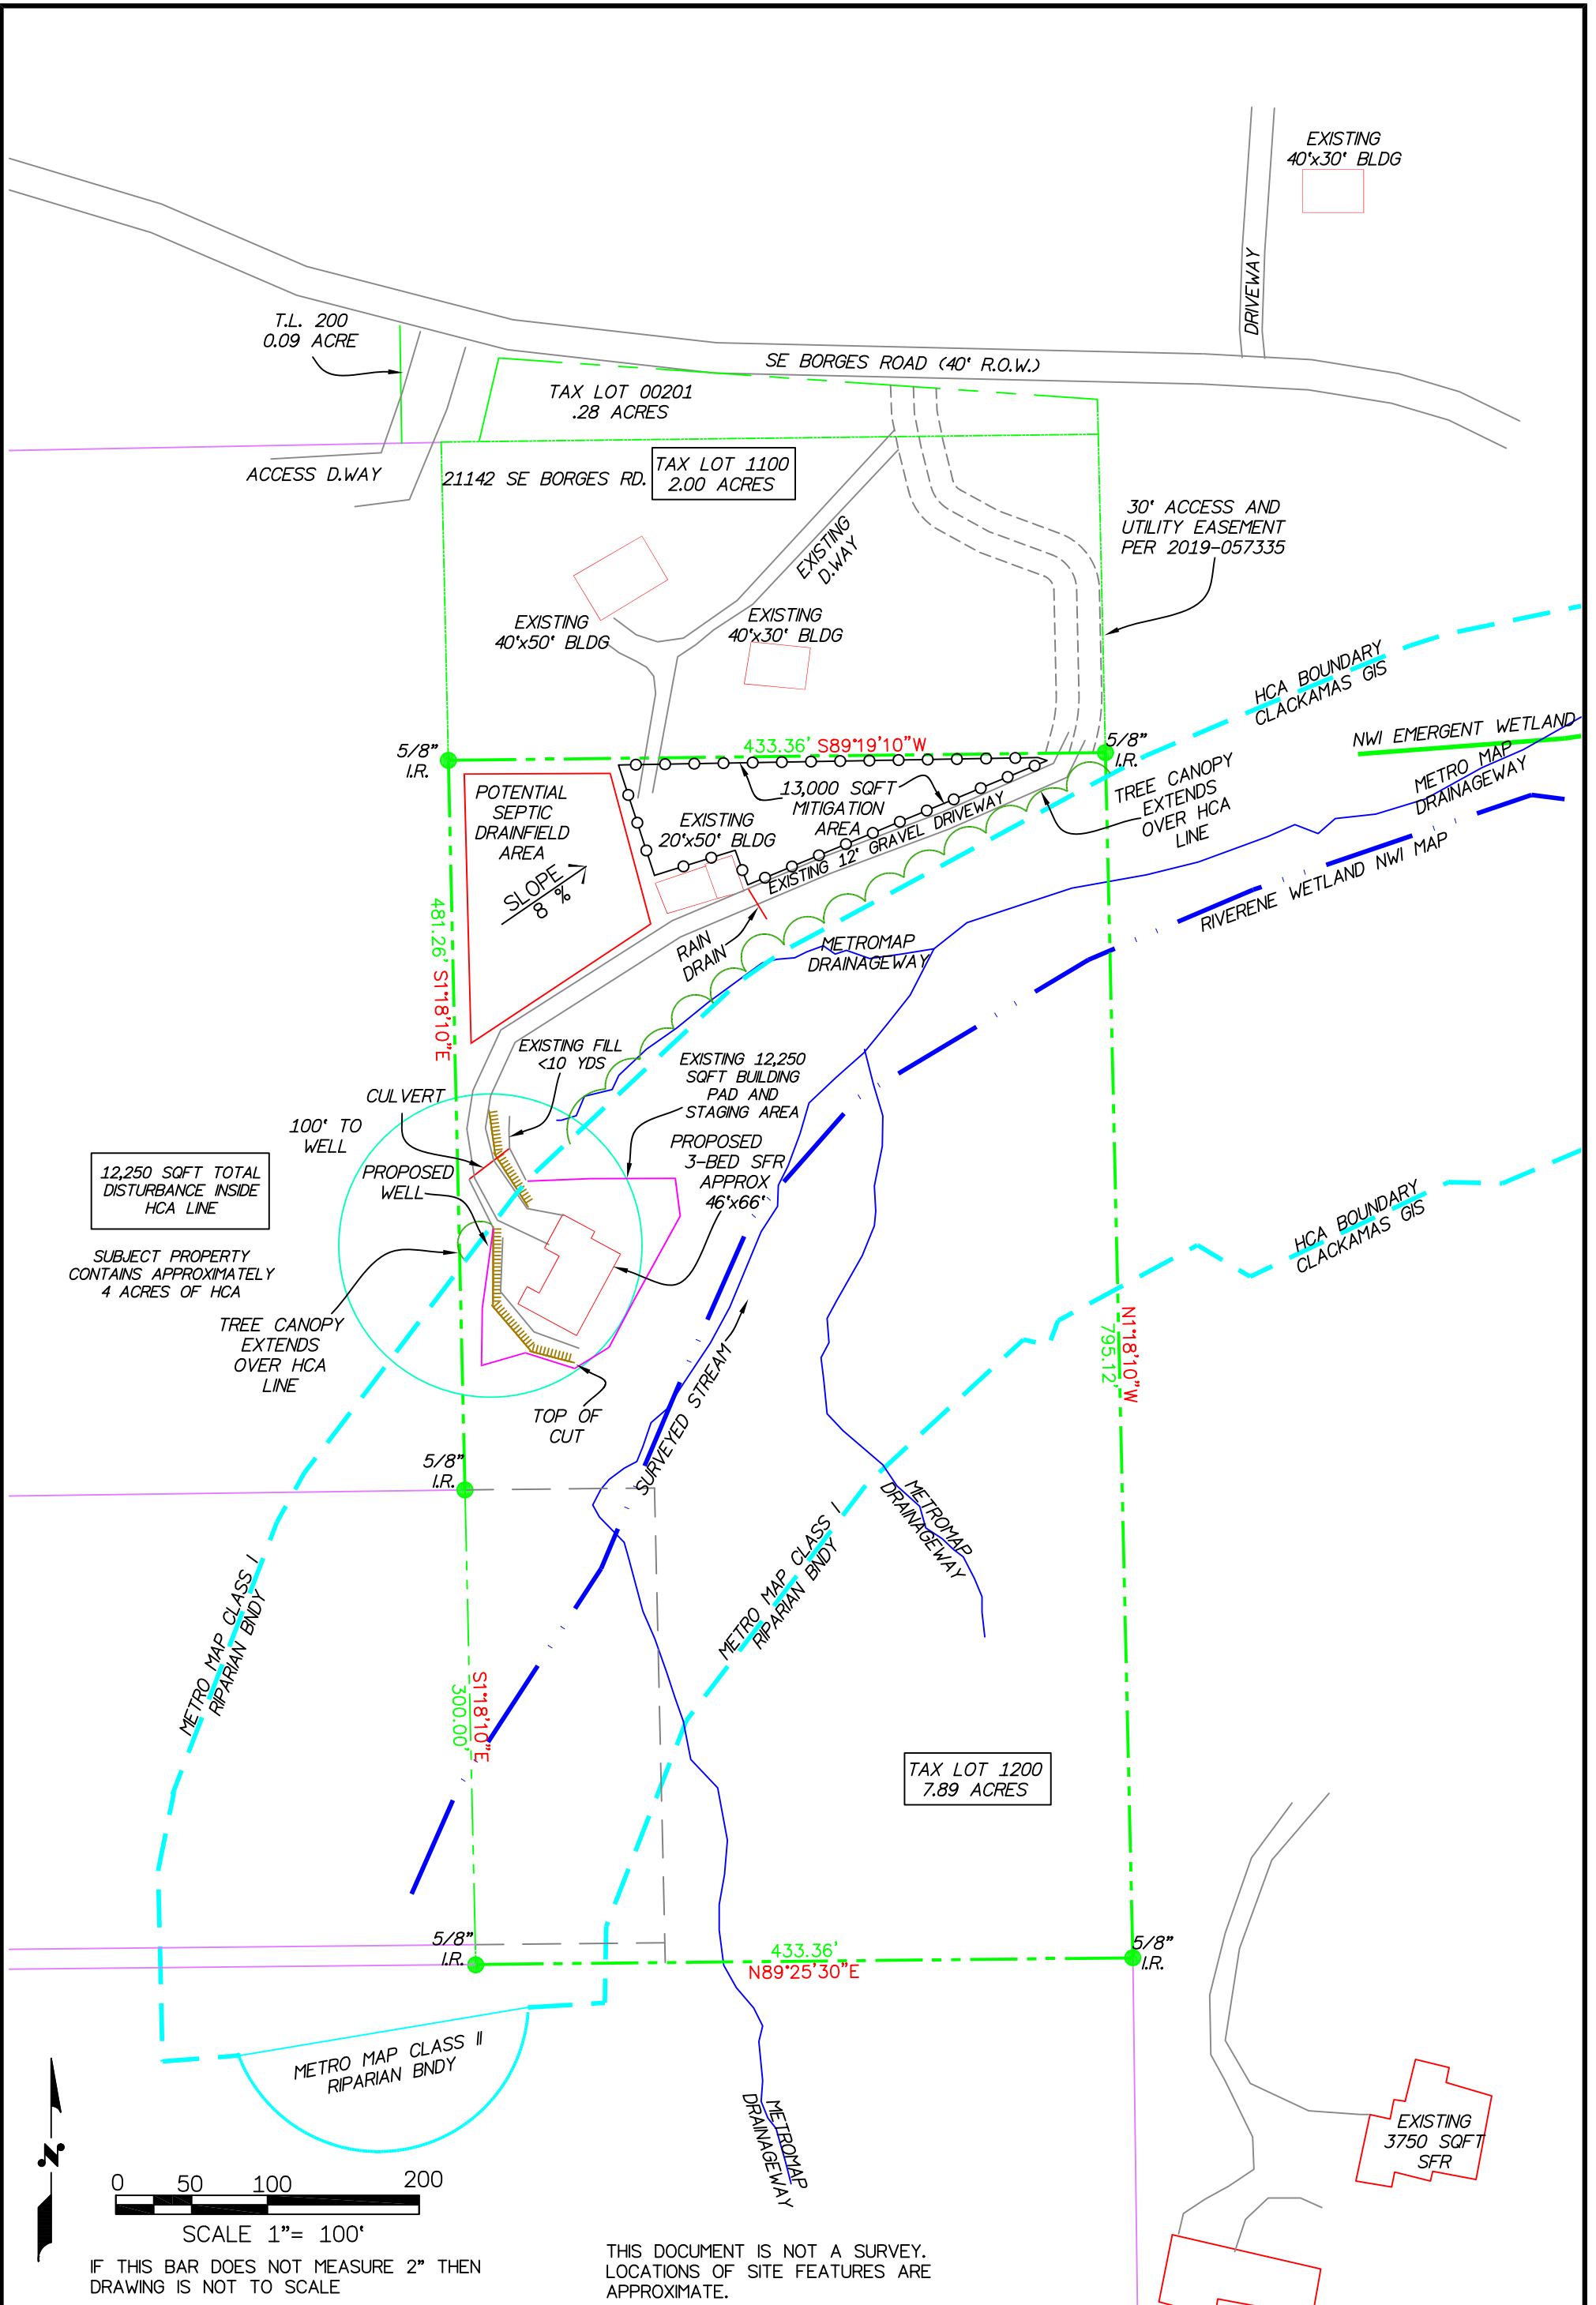 EXISTING
40'x30' BLDG
DRIVEWAY
T.L. 200
0.09 ACRE
SE BORGES ROAD (40' R.O.W.)
TAX LOT 00201
.28 ACRES
ACCESS D.WAY
21142 SE BORGES RD.
TAX LOT 1100
2.00 ACRES
30' ACCESS AND
UTILITY EASEMENT
PER 2019-057335
EXISTING
D.WAY
EXISTING
40'x50' BLDG
EXISTING
40'x30' BLDG
HCA BOUNDARY
CLACKAMAS GIS
NWI EMERGENT WETLAND
METRO MAP
DRAINAGEWAY
5/8"
I.R.
433.36' S89°19'10"W
5/8"
I.R.
POTENTIAL
SEPTIC
DRAINFIELD
AREA
SLOPE
8 %
13,000 SQFT
MITIGATION
AREA
EXISTING
20'x50' BLDG
EXISTING 12' GRAVEL DRIVEWAY
TREE CANOPY
EXTENDS
OVER HCA
LINE
RIVERENE WETLAND NWI MAP
481.26' S1°18'10"E
RAIN
DRAIN
METROMAP
DRAINAGEWAY
EXISTING FILL
<10 YDS
EXISTING 12,250
SQFT BUILDING
PAD AND
STAGING AREA
CULVERT
100' TO
WELL
PROPOSED
WELL
PROPOSED
3-BED SFR
APPROX
46'x66'
12,250 SQFT TOTAL
DISTURBANCE INSIDE
HCA LINE
SUBJECT PROPERTY
CONTAINS APPROXIMATELY
4 ACRES OF HCA
TREE CANOPY
EXTENDS
OVER HCA
LINE
HCA BOUNDARY
CLACKAMAS GIS
N1°18'10"W
795.12'
TOP OF
CUT
SURVEYED STREAM
5/8"
I.R.
METROMAP
DRAINAGEWAY
METRO MAP CLASS I
RIPARIAN BNDY
METRO MAP CLASS I
RIPARIAN BNDY
S1°18'10"E
300.00'
TAX LOT 1200
7.89 ACRES
5/8"
I.R.
433.36'
N89°25'30"E
5/8"
I.R.
METRO MAP CLASS II
RIPARIAN BNDY
METROMAP
DRAINAGEWAY
EXISTING
3750 SQFT
SFR
N
0 50 100 200
SCALE 1"= 100'
IF THIS BAR DOES NOT MEASURE 2" THEN
DRAWING IS NOT TO SCALE
THIS DOCUMENT IS NOT A SURVEY.
LOCATIONS OF SITE FEATURES ARE
APPROXIMATE.